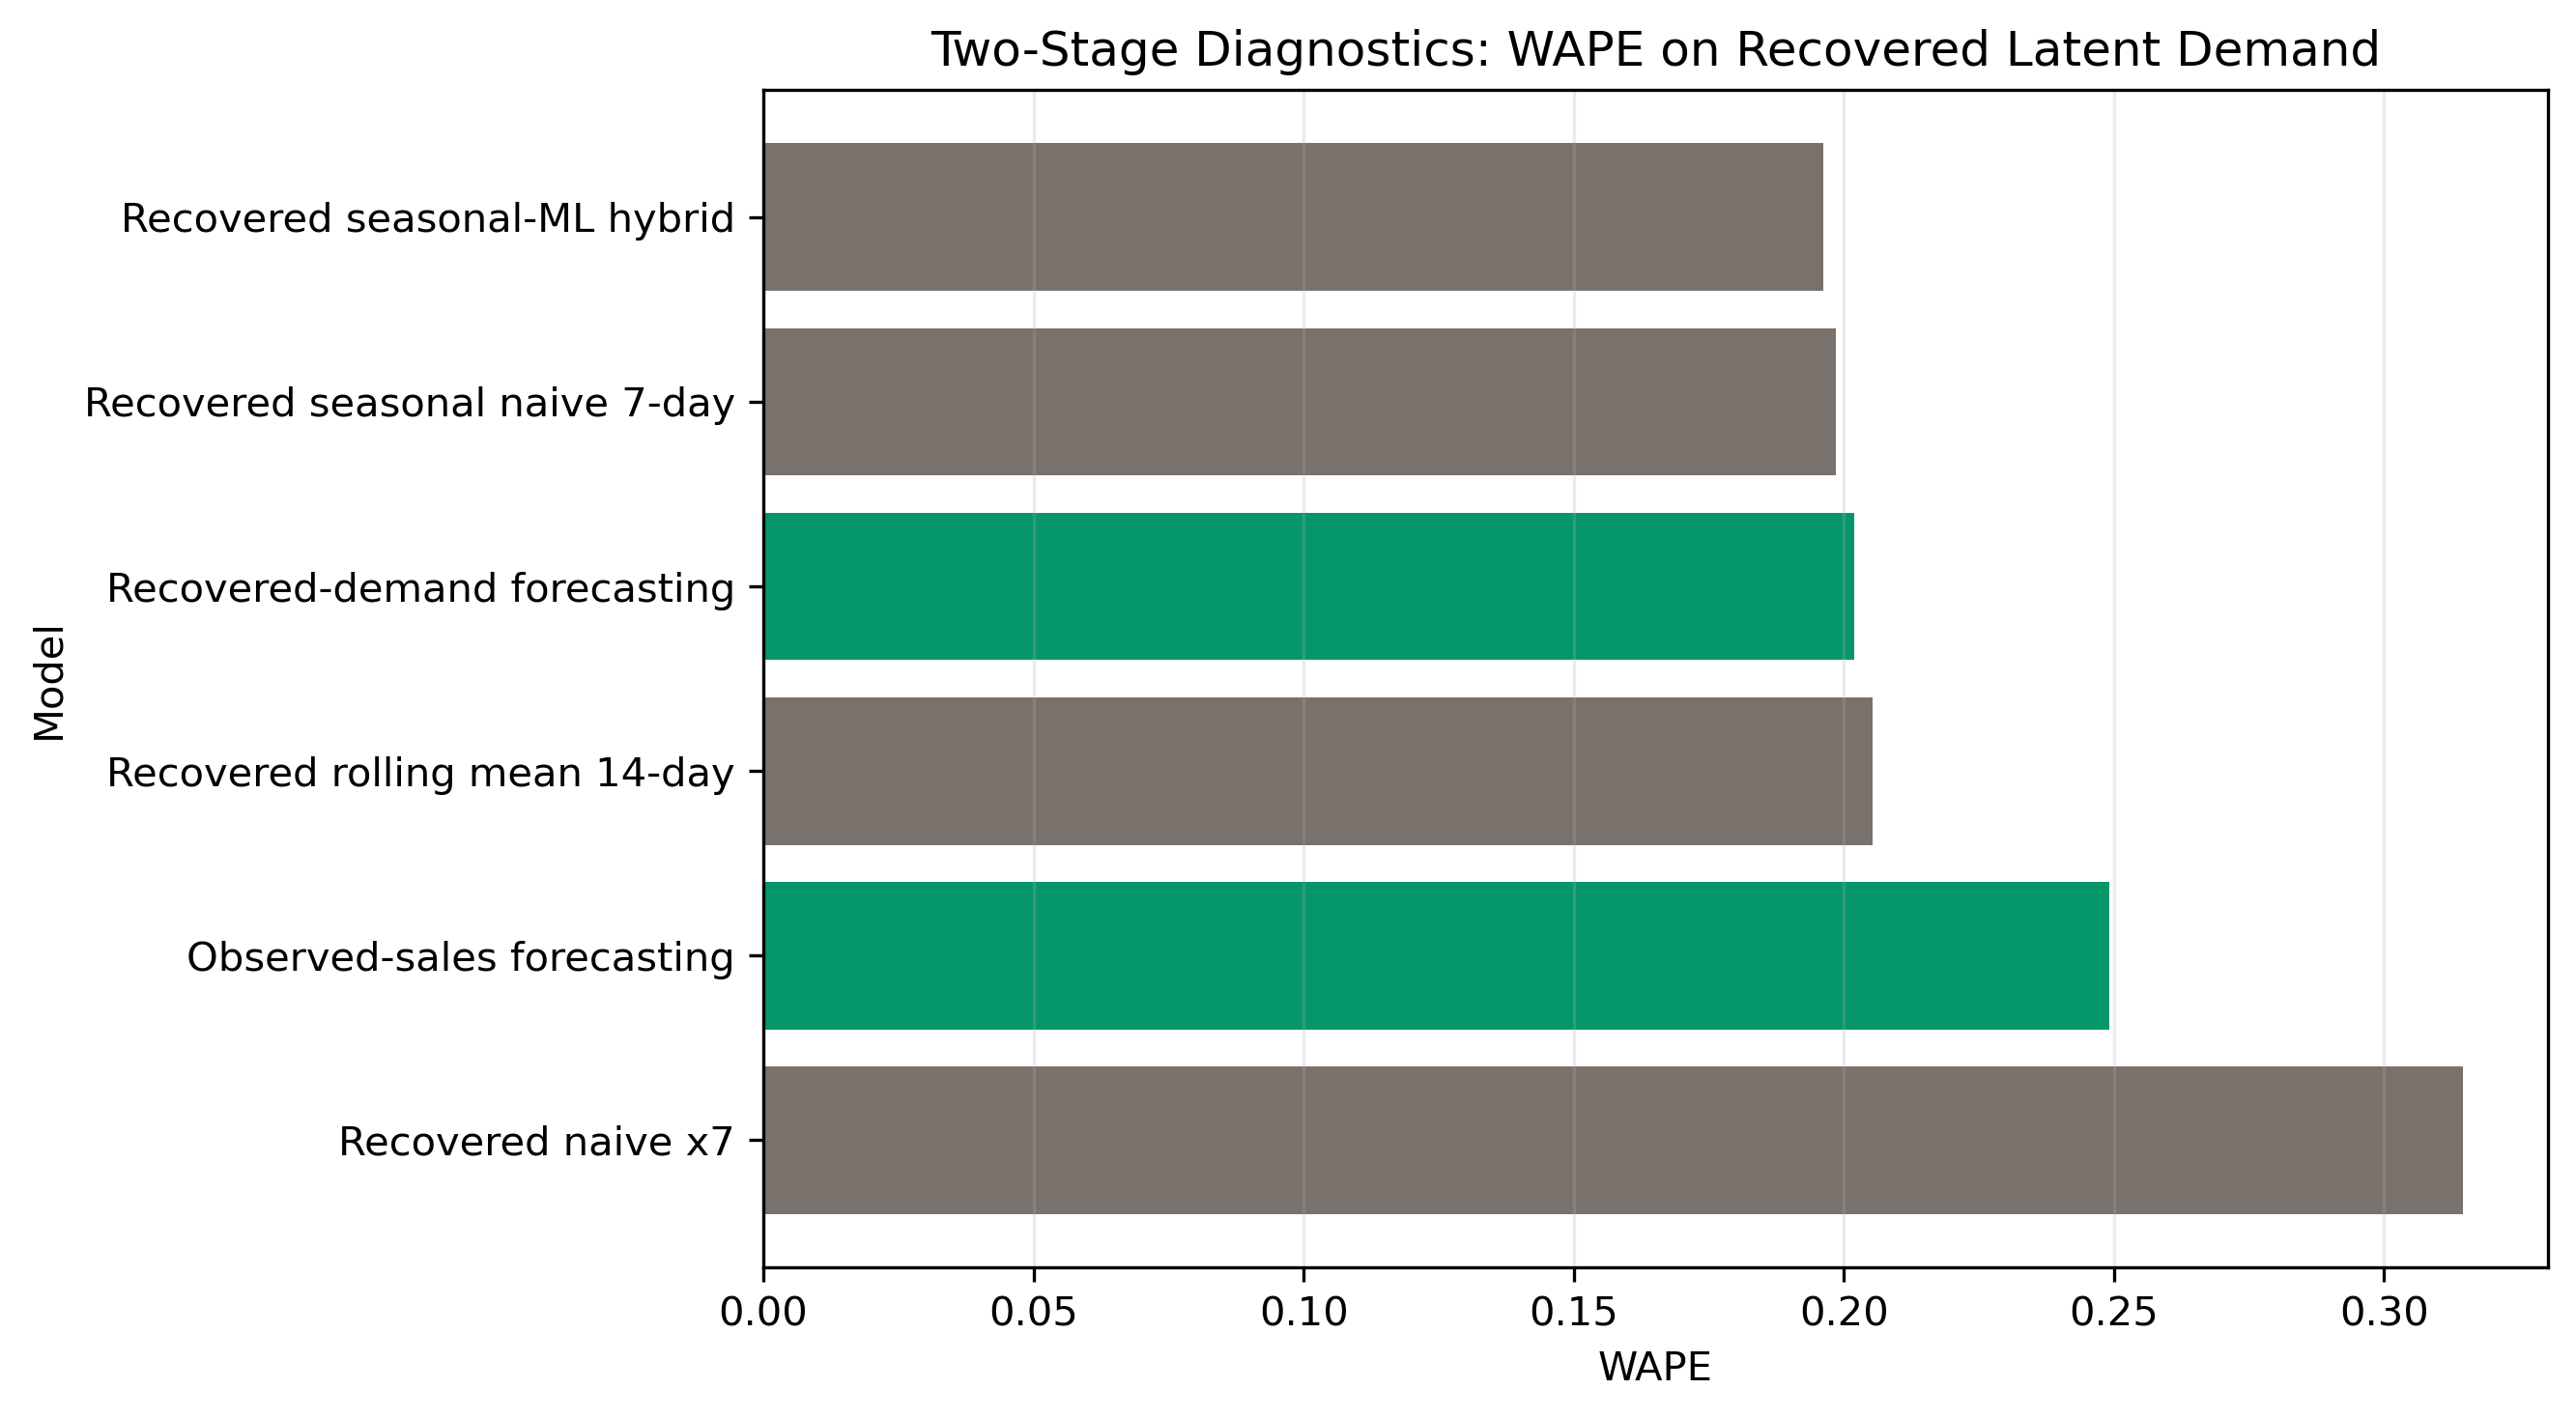 Two-Stage Diagnostics: WAPE on Recovered Latent Demand
Model
Recovered seasonal-ML hybrid
Recovered seasonal naive 7-day
Recovered-demand forecasting
Recovered rolling mean 14-day
Observed-sales forecasting
Recovered naive x7
0.00 0.05 0.10 0.15 0.20 0.25 0.30
WAPE